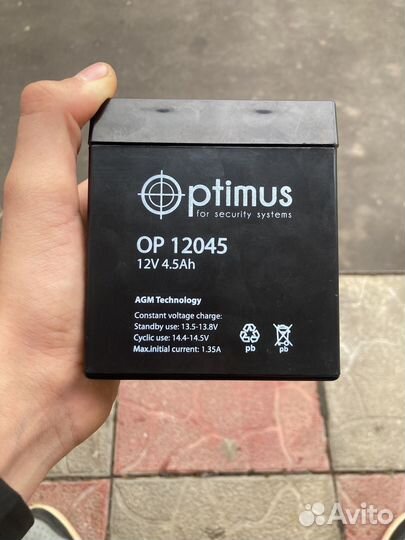 Optimus
for security systems
OP 12045
12V 4.5Ah
AGM Technology
Constant voltage charge:
Standby use: 13.5-13.8V
Cyclic use: 14.4-14.5V
Max.initial current: 1.35A
pb pb
Avito